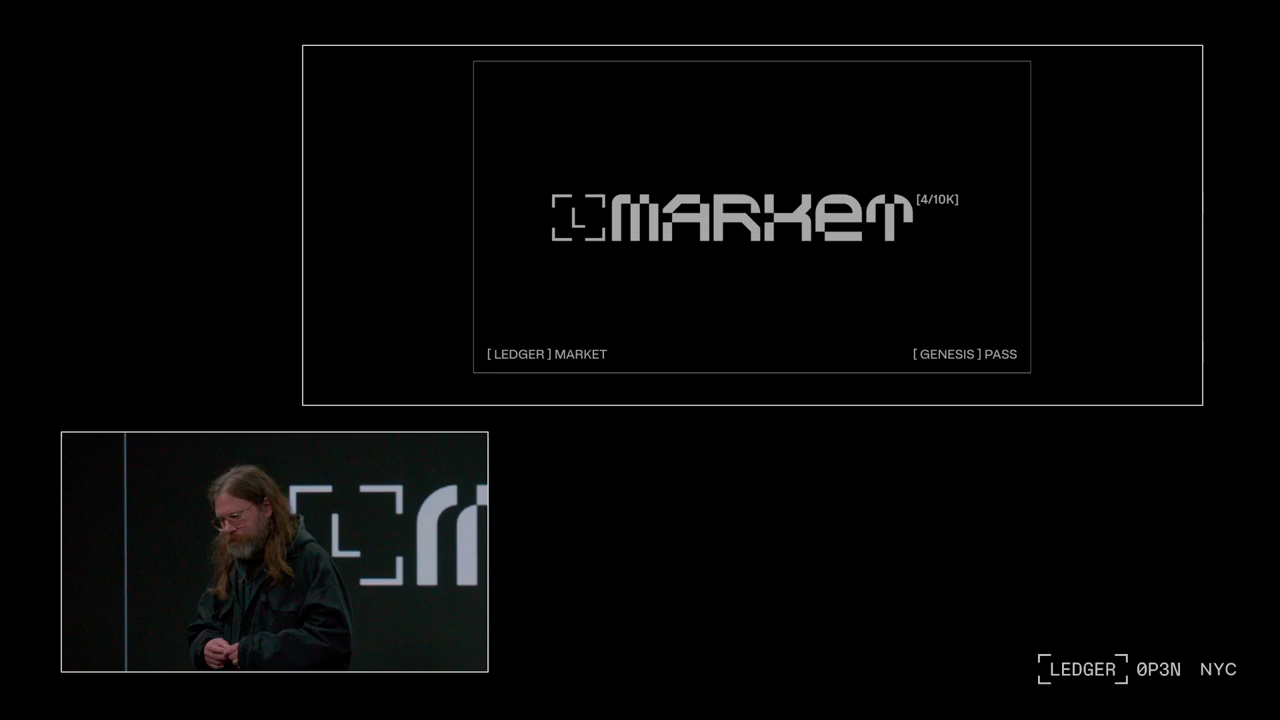 [L] MARKET [4/10K]
[ LEDGER ] MARKET
[ GENESIS ] PASS
L M
[LEDGER] 0P3N NYC